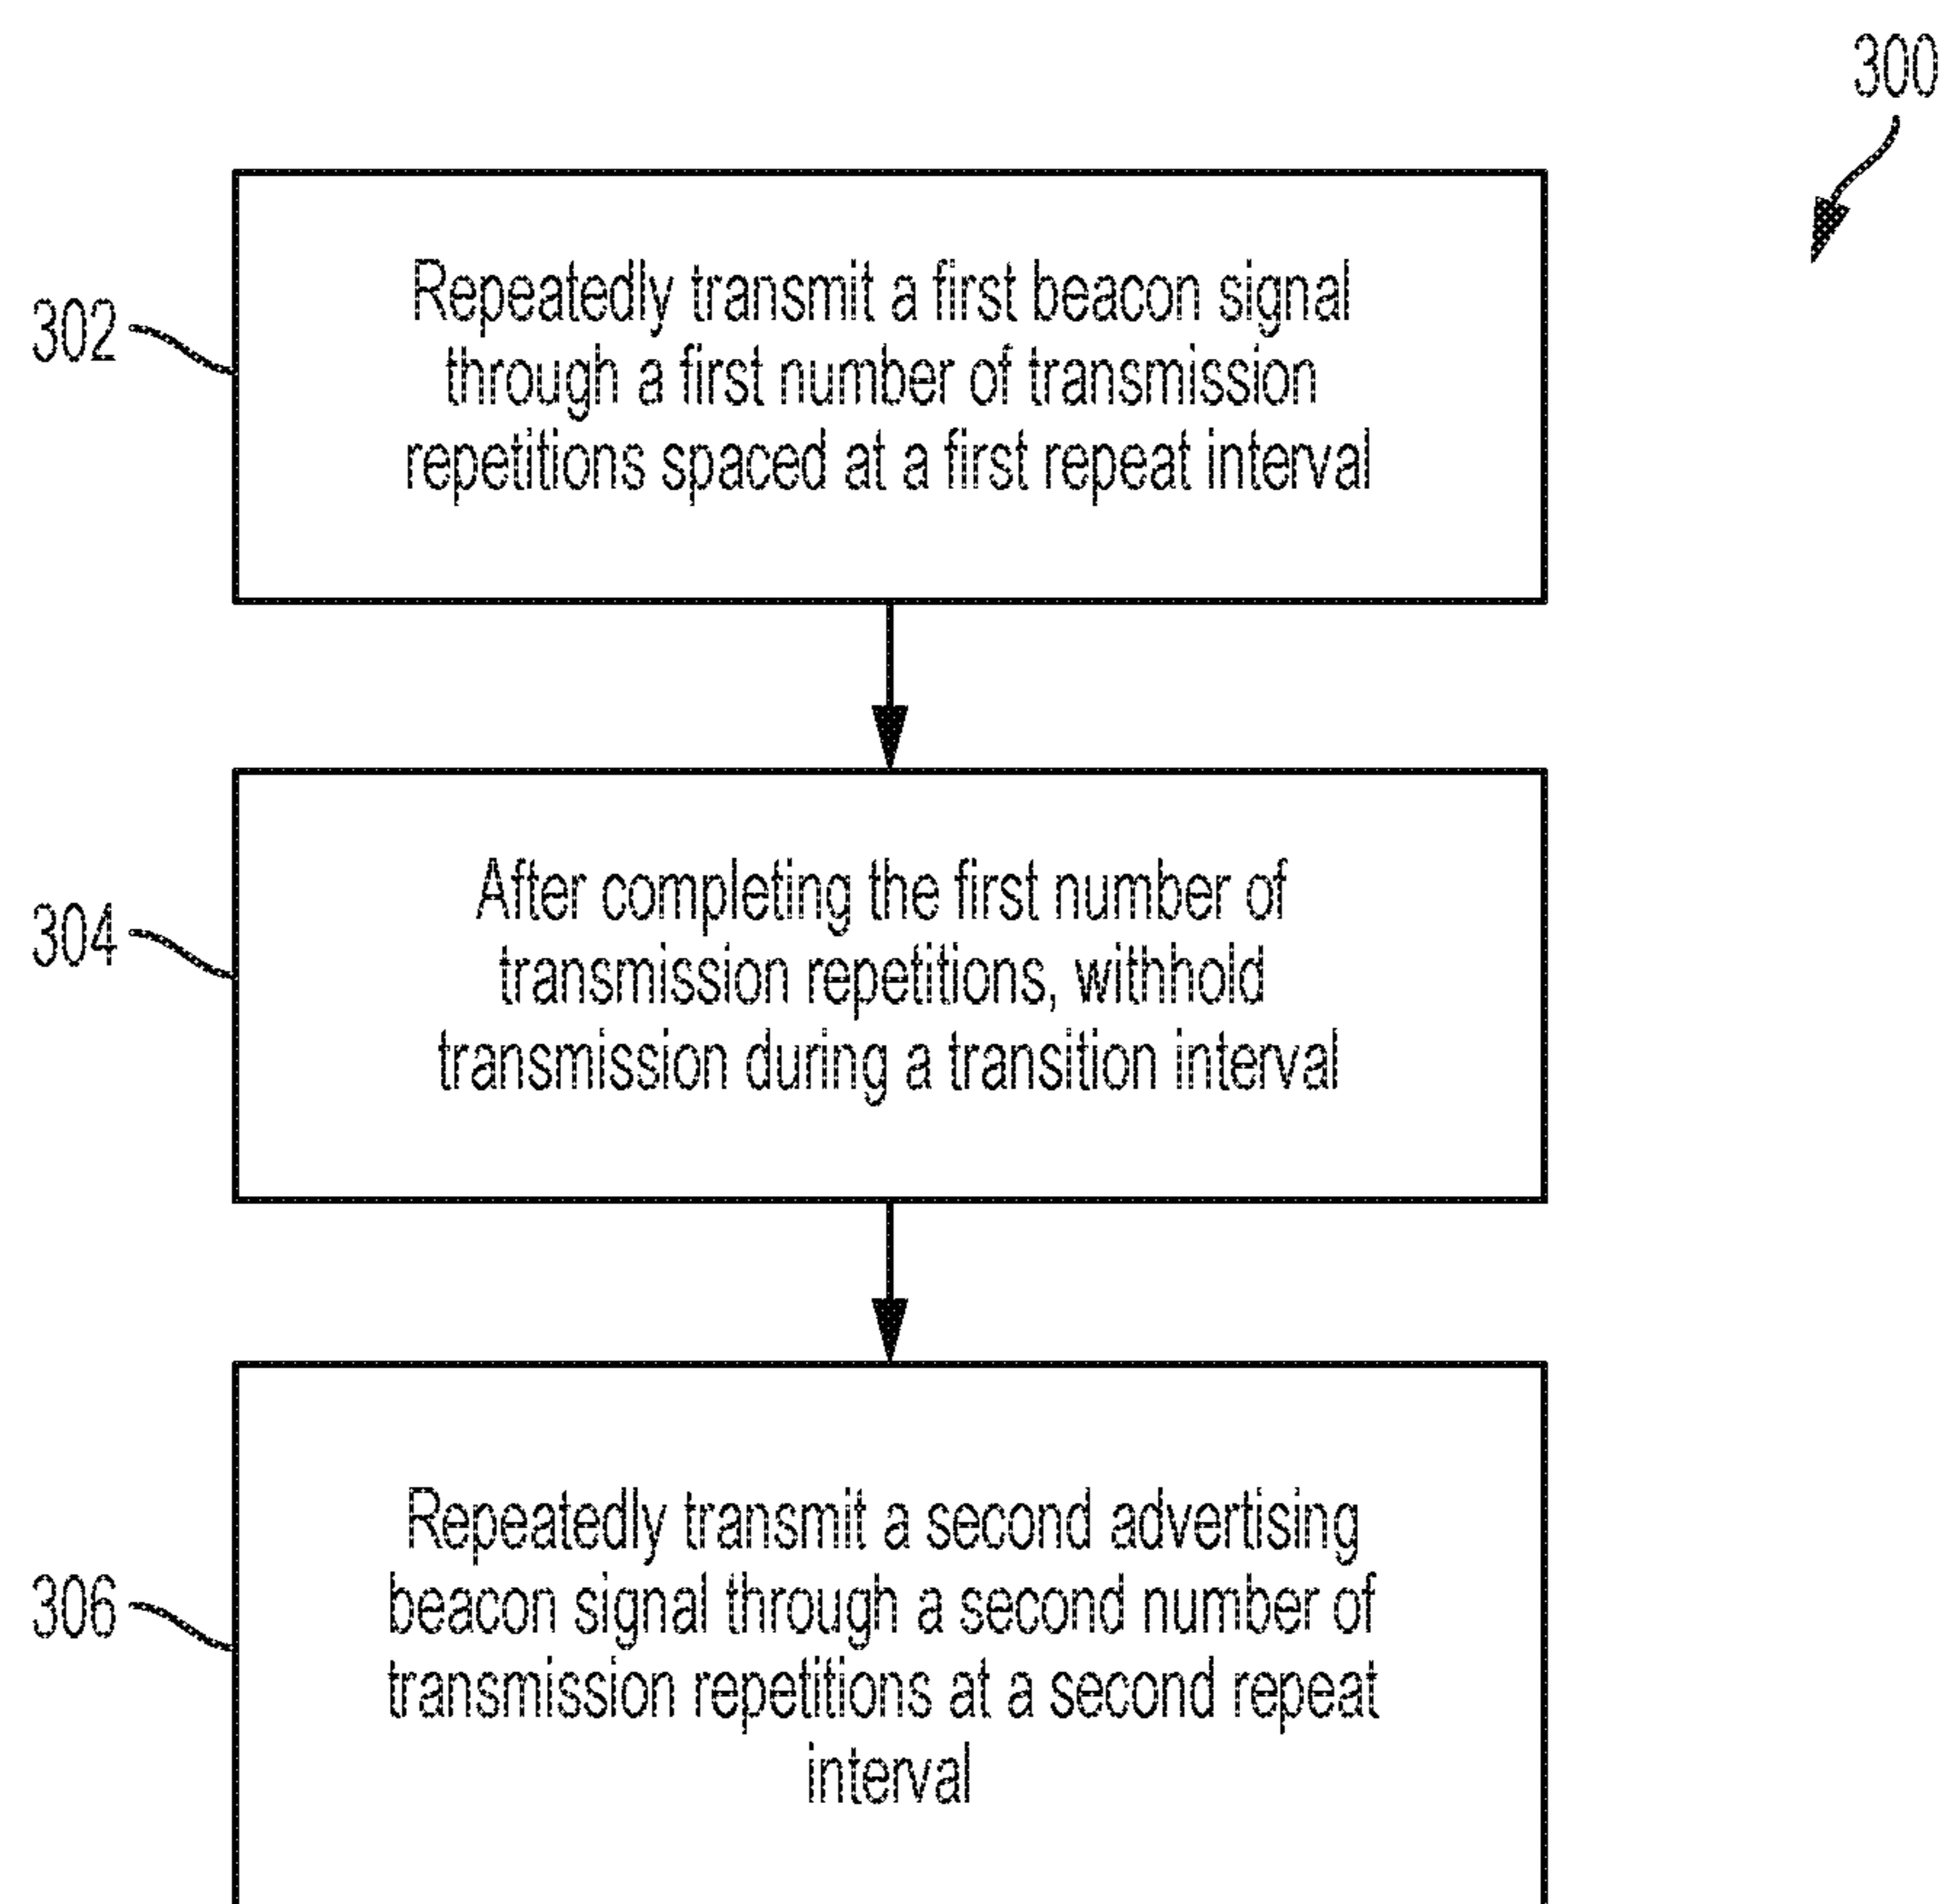 300
302
Repeatedly transmit a first beacon signal
through a first number of transmission
repetitions spaced at a first repeat interval
304
After completing the first number of
transmission repetitions, withhold
transmission during a transition interval
306
Repeatedly transmit a second advertising
beacon signal through a second number of
transmission repetitions at a second repeat
interval